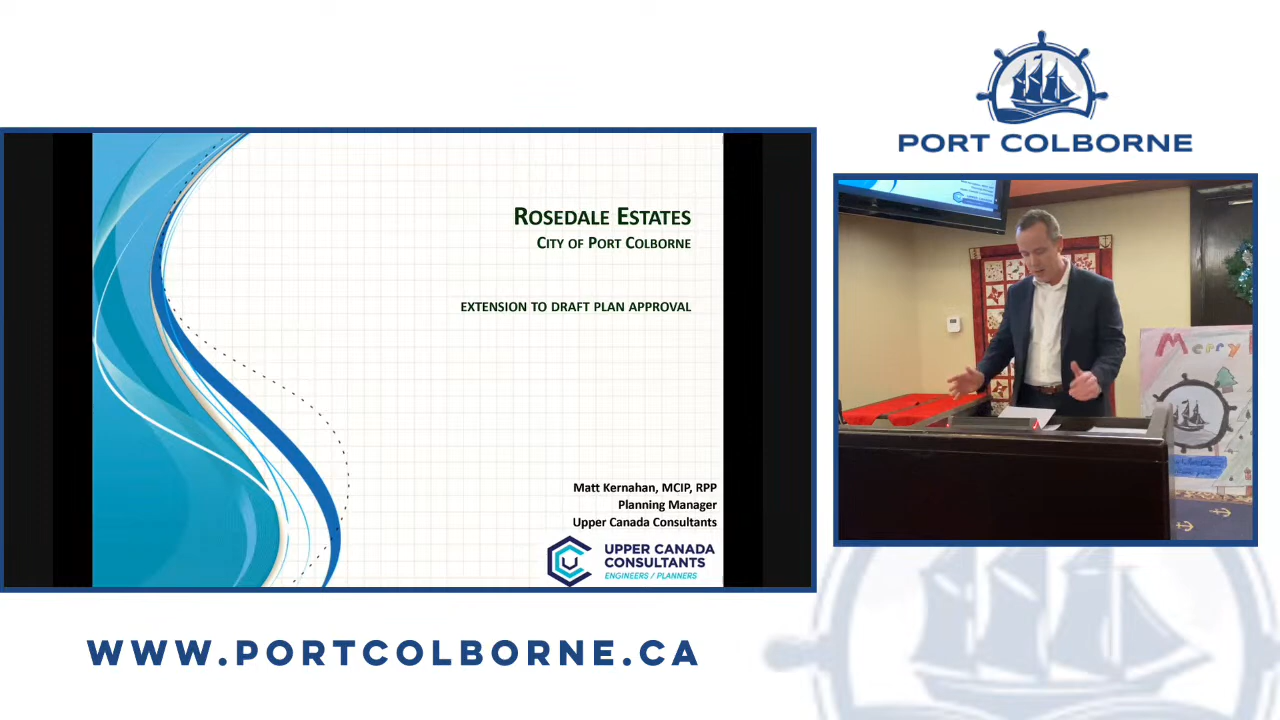 PORT COLBORNE
ROSEDALE ESTATES
CITY OF PORT COLBORNE
EXTENSION TO DRAFT PLAN APPROVAL
Matt Kernahan, MCIP, RPP
Planning Manager
Upper Canada Consultants
UPPER CANADA
CONSULTANTS
ENGINEERS / PLANNERS
Merry
WWW.PORTCOLBORNE.CA